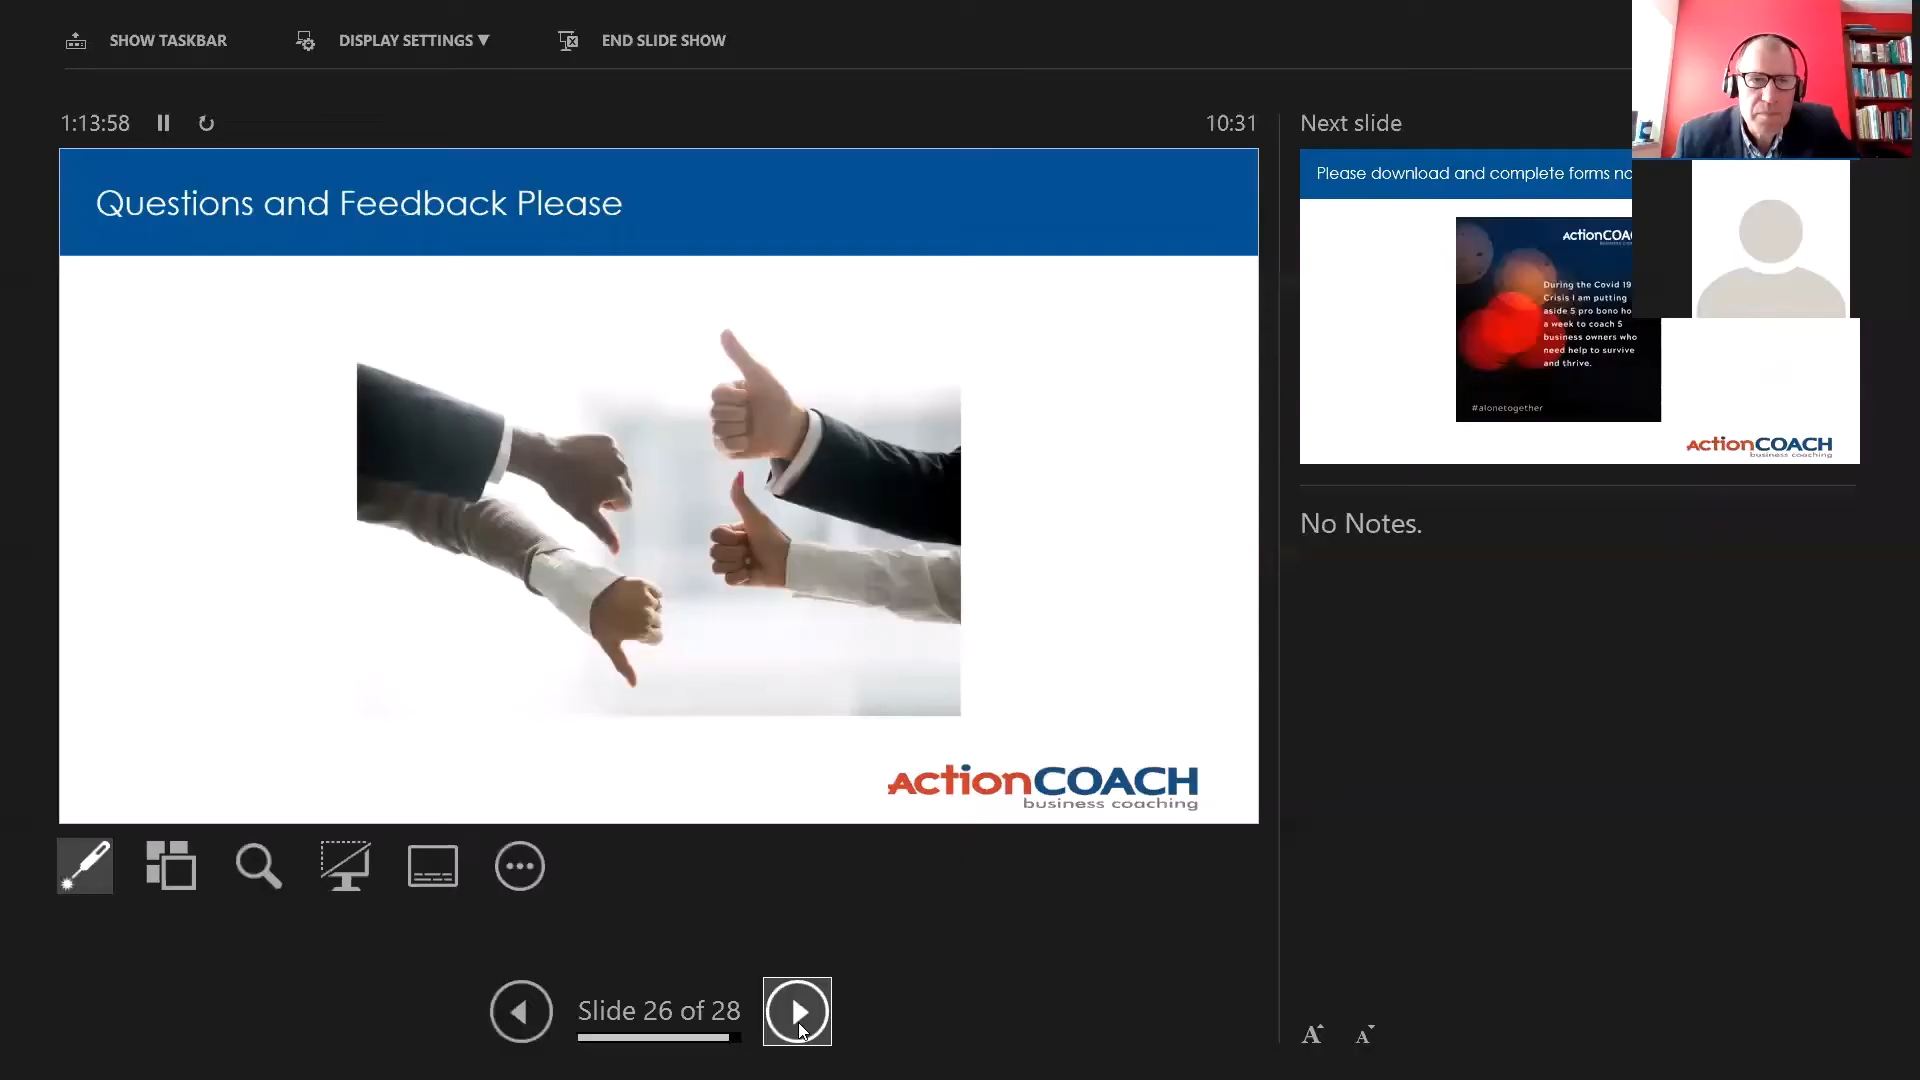 SHOW TASKBAR
DISPLAY SETTINGS ▼
END SLIDE SHOW
1:13:58
10:31
Next slide
Questions and Feedback Please
actionCOACH
business coaching
Please download and complete forms
actionCOA
During the Covid 19
Crisis I am putting
aside 5 pro bono
a week to coach 5
business owners who
need help to survive
and thrive.
#alonetogether
actionCOACH
business coaching
No Notes.
Slide 26 of 28
A A